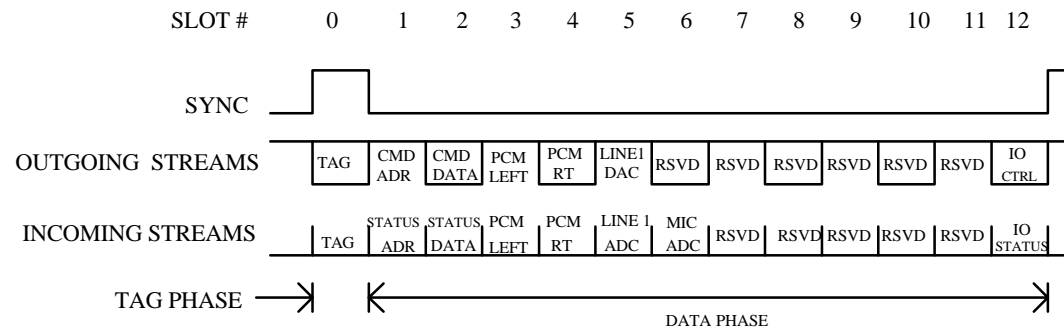 SLOT # 0 1 2 3 4 5 6 7 8 9 10 11 12
SYNC
OUTGOING STREAMS
TAG
CMD
ADR
CMD
DATA
PCM
LEFT
PCM
RT
LINE1
DAC
RSVD
RSVD
RSVD
RSVD
RSVD
RSVD
IO
CTRL
INCOMING STREAMS
TAG
STATUS
ADR
STATUS
DATA
PCM
LEFT
PCM
RT
LINE 1
ADC
MIC
ADC
RSVD
RSVD
RSVD
RSVD
RSVD
IO
STATUS
TAG PHASE
DATA PHASE